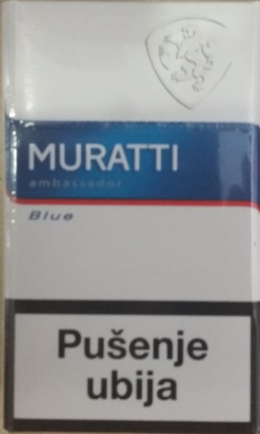 MURATTI
ambassador
Blue
Pušenje
ubija